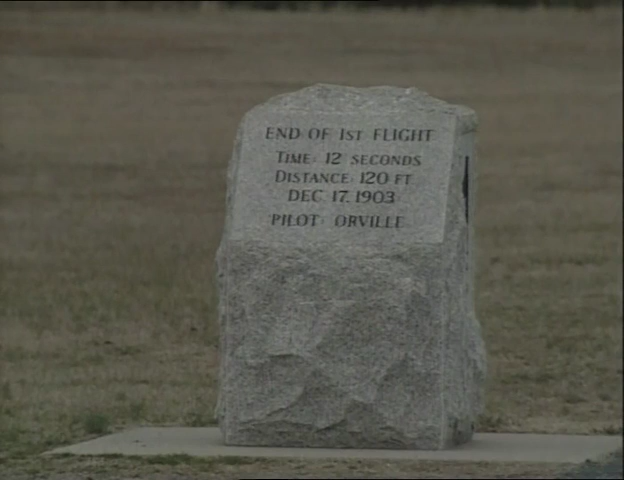 END OF 1ST FLIGHT
TIME: 12 SECONDS
DISTANCE: 120 FT
DEC. 17, 1903
PILOT: ORVILLE